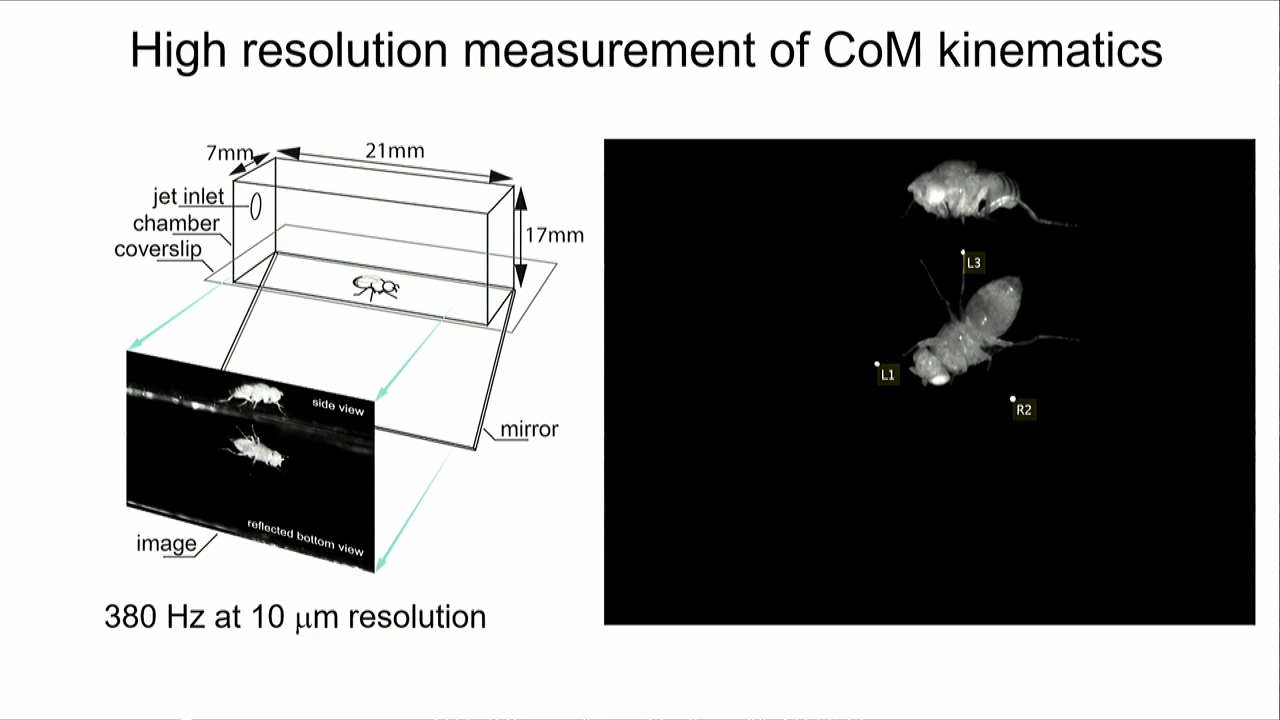 High resolution measurement of CoM kinematics
7mm
21mm
jet inlet
chamber
coverslip
17mm
side view
mirror
reflected bottom view
image
380 Hz at 10 μm resolution
L3
L1
R2